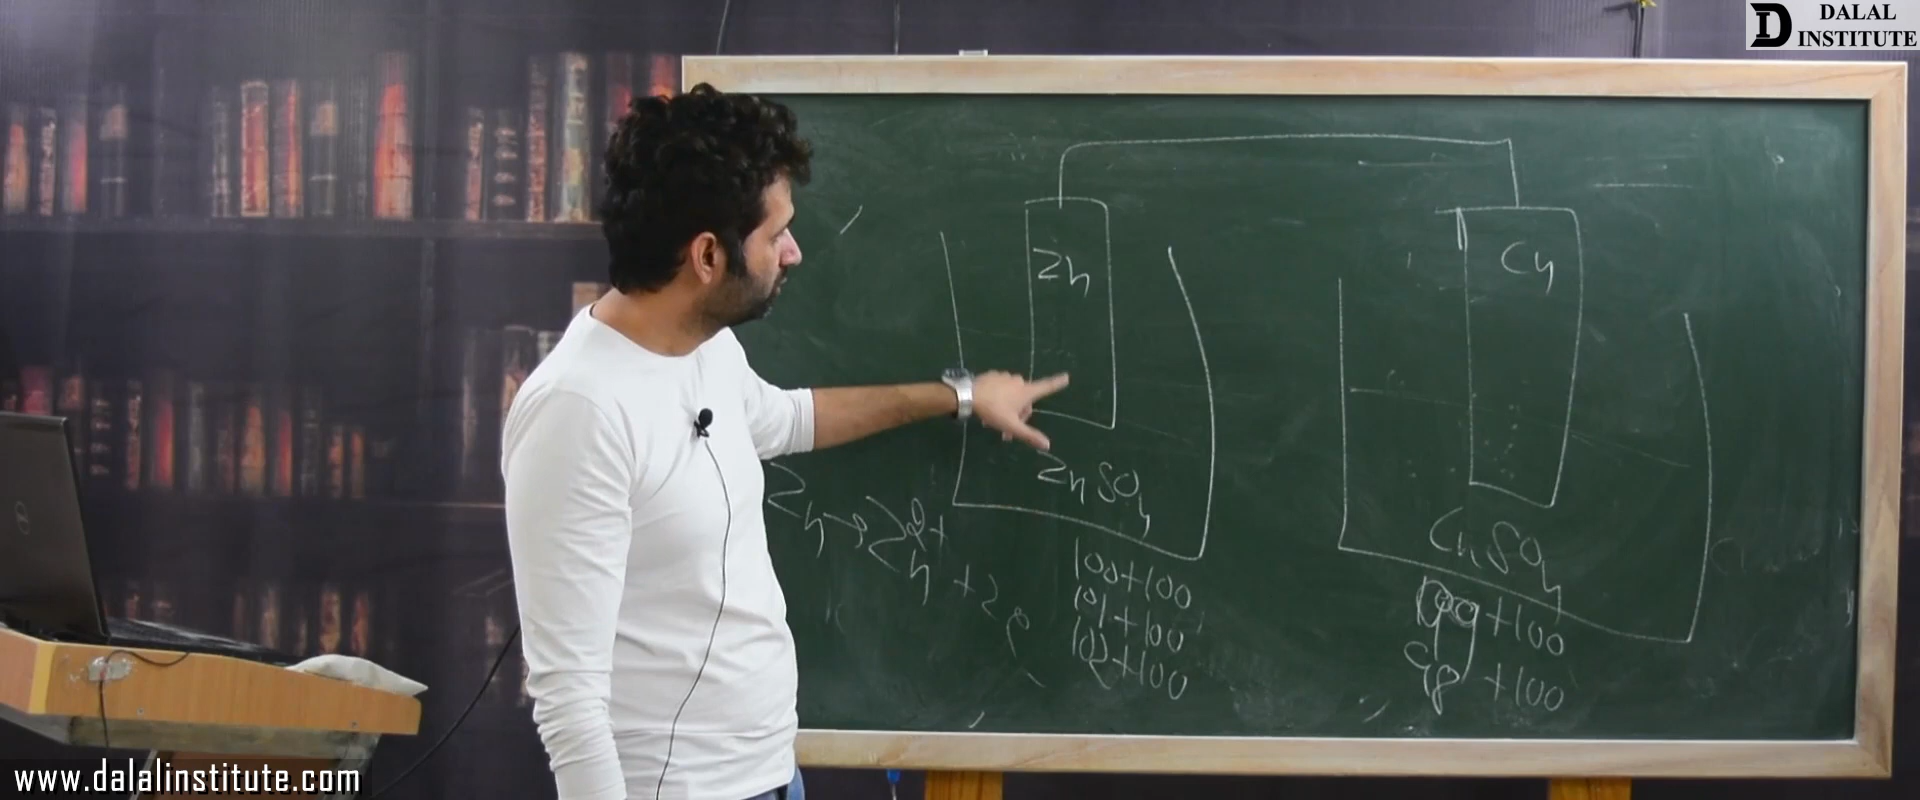 DALAL
INSTITUTE
Zn
Cu
ZnSO4
CuSO4
Zn → Zn2+ + 2e
100+100
101+100
102+100
99+100
98+100
www.dalalinstitute.com